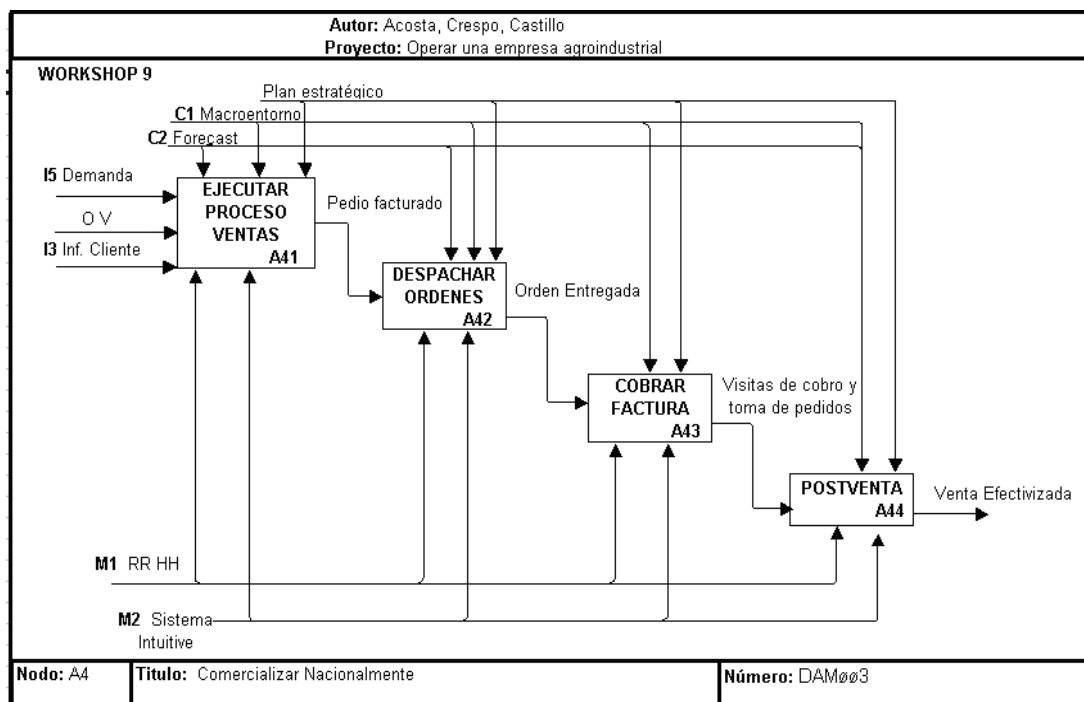 Autor: Acosta, Crespo, Castillo
Proyecto: Operar una empresa agroindustrial
WORKSHOP 9
Plan estratégico
C1 Macroentorno
C2 Forecast
I5 Demanda
O V
I3 Inf. Cliente
EJECUTAR
PROCESO
VENTAS
A41
Pedio facturado
DESPACHAR
ORDENES
A42
Orden Entregada
COBRAR
FACTURA
A43
Visitas de cobro y
toma de pedidos
POSTVENTA
A44
Venta Efectivizada
M1 RR HH
M2 Sistema
Intuitive
Nodo: A4
Titulo: Comercializar Nacionalmente
Número: DAMøø3